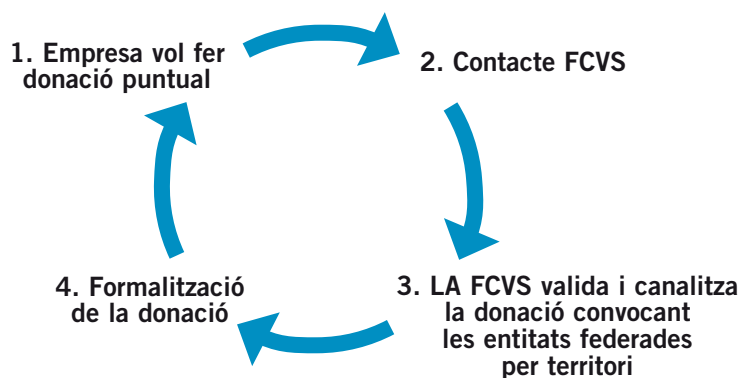 1. Empresa vol fer
donació puntual
2. Contacte FCVS
3. LA FCVS valida i canalitza
la donació convocant
les entitats federades
per territori
4. Formalització
de la donació